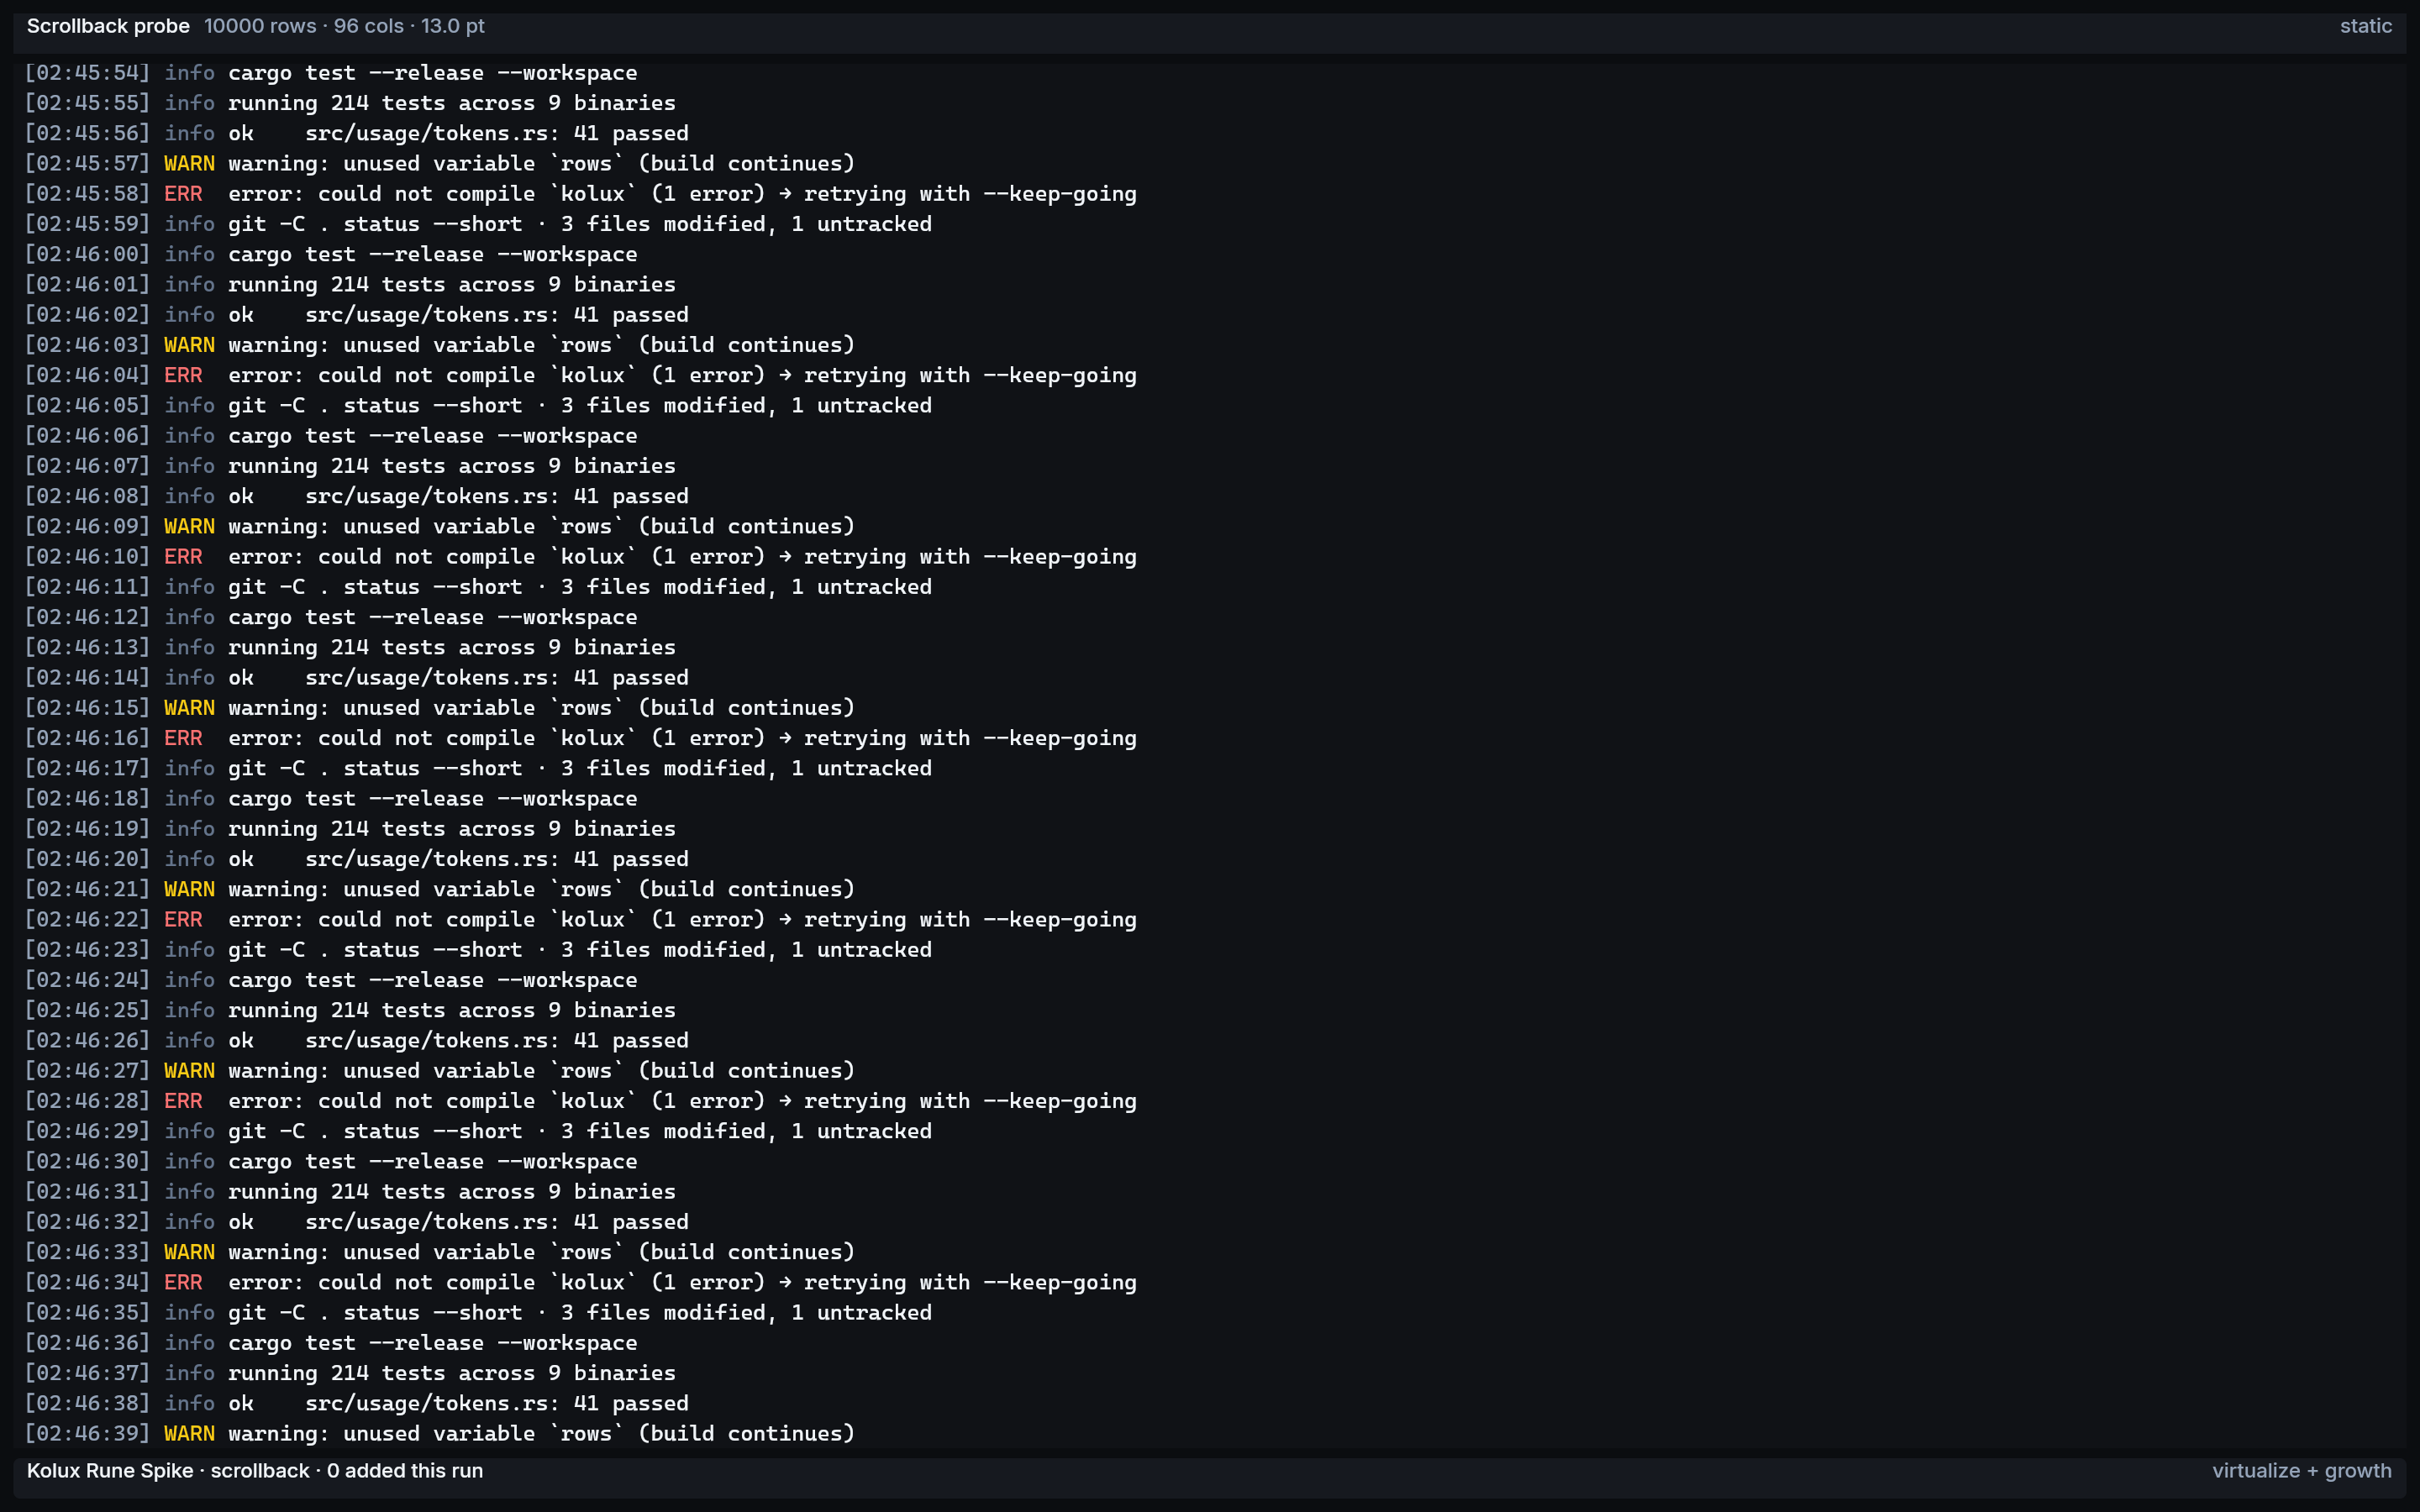 Scrollback probe 10000 rows · 96 cols · 13.0 pt static
[02:45:54] info cargo test --release --workspace
[02:45:55] info running 214 tests across 9 binaries
[02:45:56] info ok    src/usage/tokens.rs: 41 passed
[02:45:57] WARN warning: unused variable `rows` (build continues)
[02:45:58] ERR  error: could not compile `kolux` (1 error) → retrying with --keep-going
[02:45:59] info git -C . status --short · 3 files modified, 1 untracked
[02:46:00] info cargo test --release --workspace
[02:46:01] info running 214 tests across 9 binaries
[02:46:02] info ok    src/usage/tokens.rs: 41 passed
[02:46:03] WARN warning: unused variable `rows` (build continues)
[02:46:04] ERR  error: could not compile `kolux` (1 error) → retrying with --keep-going
[02:46:05] info git -C . status --short · 3 files modified, 1 untracked
[02:46:06] info cargo test --release --workspace
[02:46:07] info running 214 tests across 9 binaries
[02:46:08] info ok    src/usage/tokens.rs: 41 passed
[02:46:09] WARN warning: unused variable `rows` (build continues)
[02:46:10] ERR  error: could not compile `kolux` (1 error) → retrying with --keep-going
[02:46:11] info git -C . status --short · 3 files modified, 1 untracked
[02:46:12] info cargo test --release --workspace
[02:46:13] info running 214 tests across 9 binaries
[02:46:14] info ok    src/usage/tokens.rs: 41 passed
[02:46:15] WARN warning: unused variable `rows` (build continues)
[02:46:16] ERR  error: could not compile `kolux` (1 error) → retrying with --keep-going
[02:46:17] info git -C . status --short · 3 files modified, 1 untracked
[02:46:18] info cargo test --release --workspace
[02:46:19] info running 214 tests across 9 binaries
[02:46:20] info ok    src/usage/tokens.rs: 41 passed
[02:46:21] WARN warning: unused variable `rows` (build continues)
[02:46:22] ERR  error: could not compile `kolux` (1 error) → retrying with --keep-going
[02:46:23] info git -C . status --short · 3 files modified, 1 untracked
[02:46:24] info cargo test --release --workspace
[02:46:25] info running 214 tests across 9 binaries
[02:46:26] info ok    src/usage/tokens.rs: 41 passed
[02:46:27] WARN warning: unused variable `rows` (build continues)
[02:46:28] ERR  error: could not compile `kolux` (1 error) → retrying with --keep-going
[02:46:29] info git -C . status --short · 3 files modified, 1 untracked
[02:46:30] info cargo test --release --workspace
[02:46:31] info running 214 tests across 9 binaries
[02:46:32] info ok    src/usage/tokens.rs: 41 passed
[02:46:33] WARN warning: unused variable `rows` (build continues)
[02:46:34] ERR  error: could not compile `kolux` (1 error) → retrying with --keep-going
[02:46:35] info git -C . status --short · 3 files modified, 1 untracked
[02:46:36] info cargo test --release --workspace
[02:46:37] info running 214 tests across 9 binaries
[02:46:38] info ok    src/usage/tokens.rs: 41 passed
[02:46:39] WARN warning: unused variable `rows` (build continues)
Kolux Rune Spike · scrollback · 0 added this run virtualize + growth